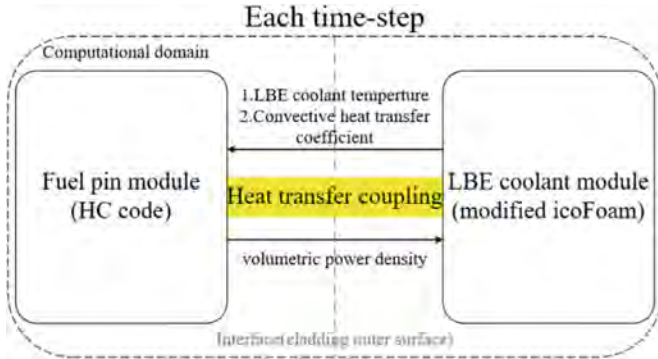 Each time-step
Computational domain
1.LBE coolant temperture
2.Convective heat transfer
coefficient
Fuel pin module
(HC code)
Heat transfer coupling
LBE coolant module
(modified icoFoam)
volumetric power density
Interface(cladding outer surface)